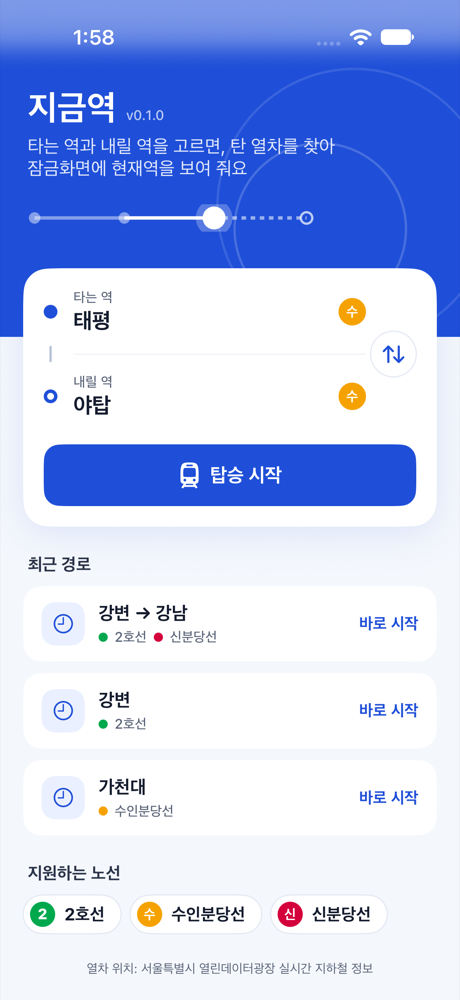 1:58
지금역 v0.1.0
타는 역과 내릴 역을 고르면, 탄 열차를 찾아
잠금화면에 현재역을 보여 줘요
타는 역
태평 수
내릴 역
야탑 수
탑승 시작
최근 경로
강변 → 강남
2호선 신분당선
바로 시작
강변
2호선
바로 시작
가천대
수인분당선
바로 시작
지원하는 노선
2 2호선 수 수인분당선 신 신분당선
열차 위치: 서울특별시 열린데이터광장 실시간 지하철 정보